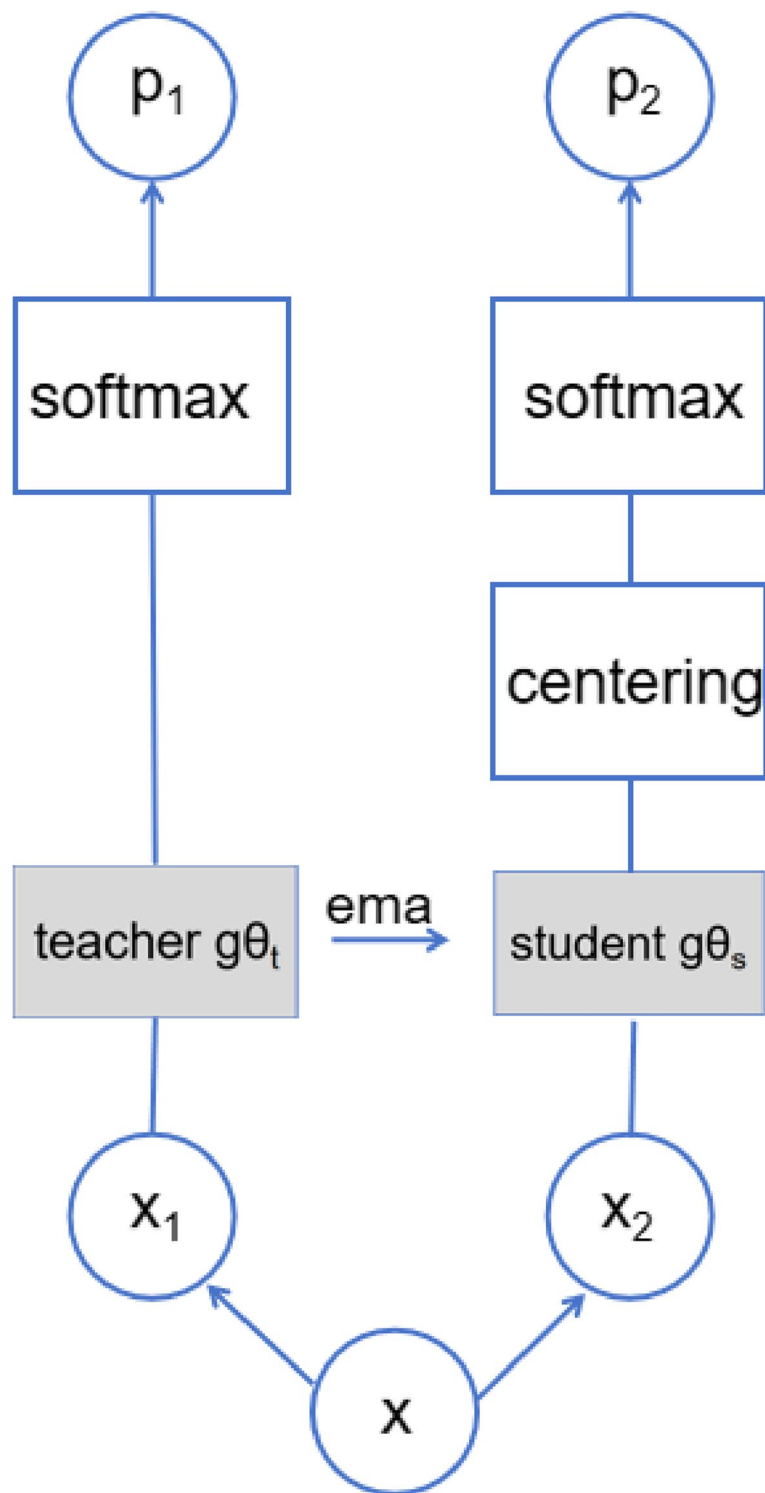 p₁ p₂
softmax softmax
centering
ema
teacher gθₜ student gθₛ
x₁ x₂
x